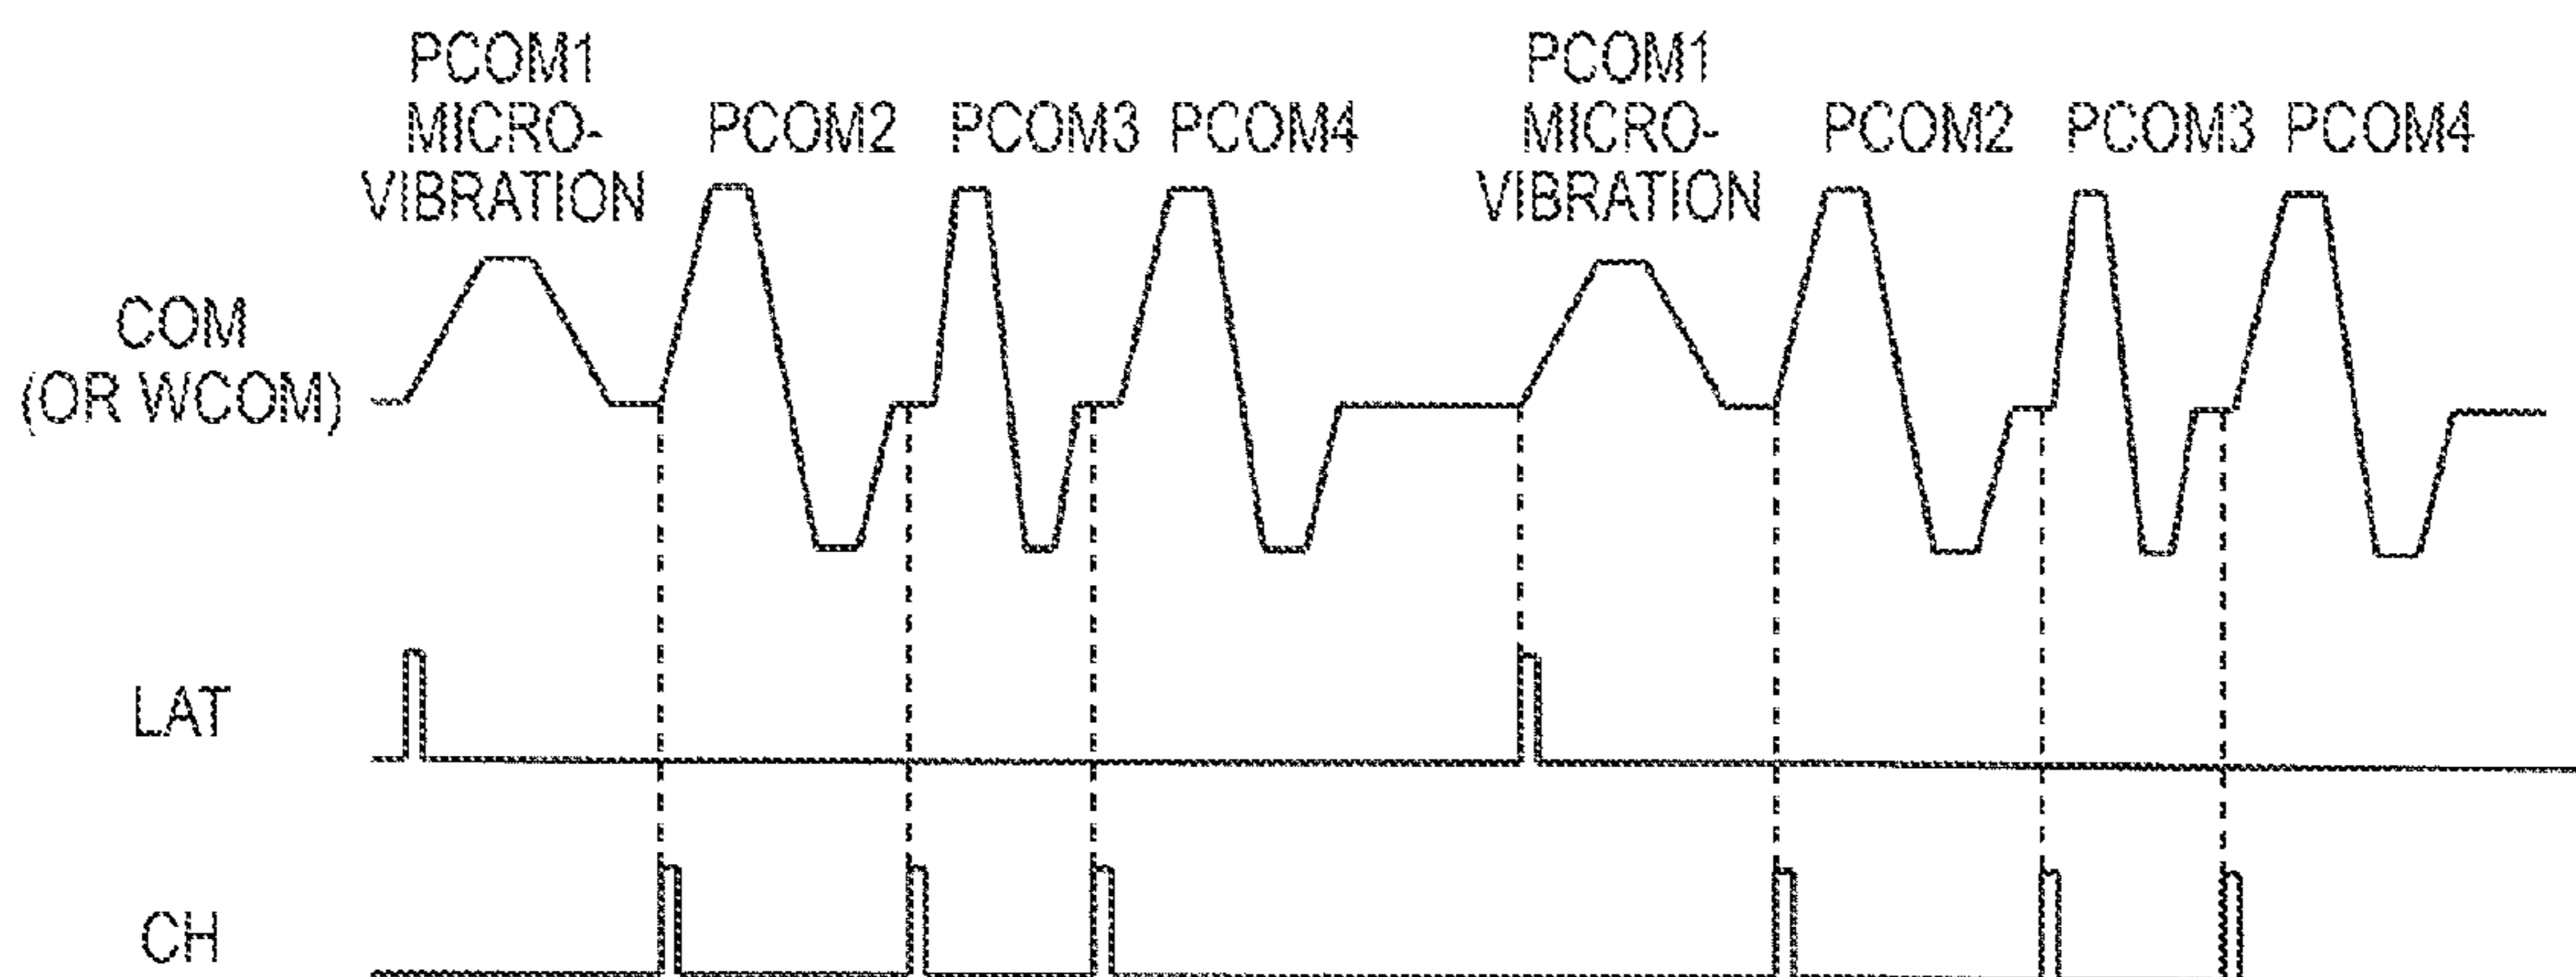 PCOM1
MICRO-
VIBRATION
PCOM2
PCOM3
PCOM4
PCOM1
MICRO-
VIBRATION
PCOM2
PCOM3
PCOM4
COM
(OR WCOM)
LAT
CH